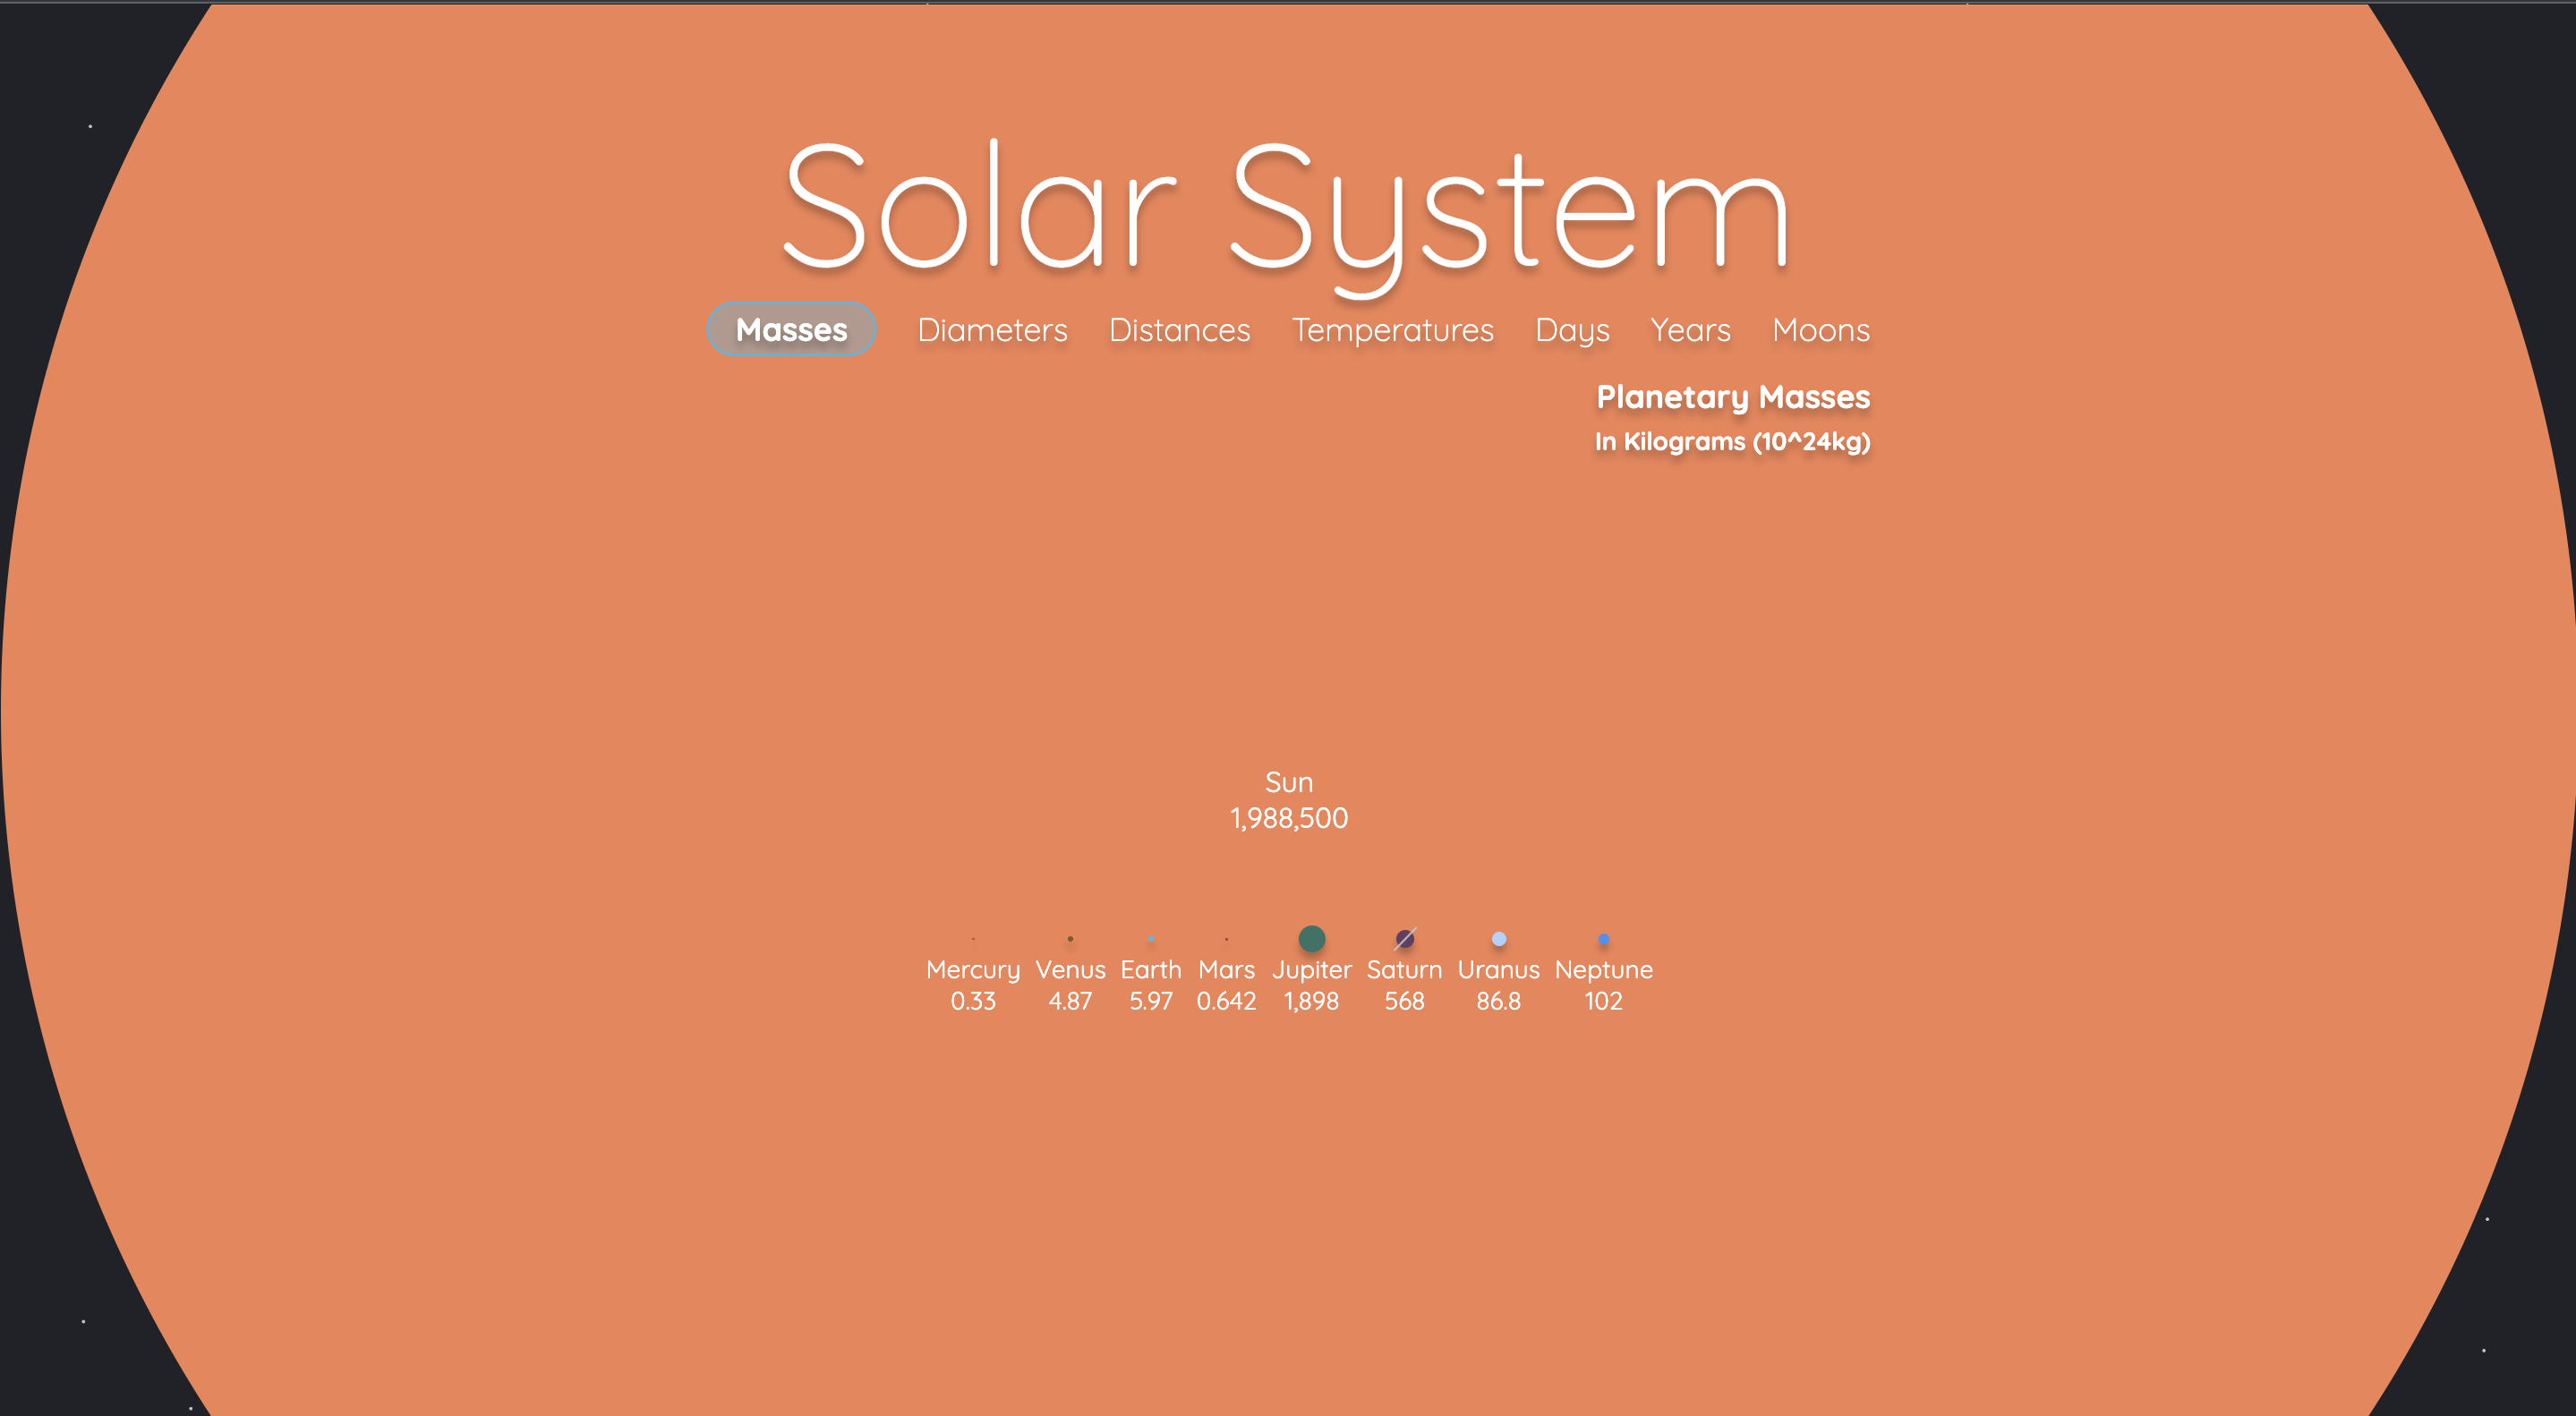 Solar System
Masses Diameters Distances Temperatures Days Years Moons
Planetary Masses
In Kilograms (10^24kg)
Sun
1,988,500
Mercury Venus Earth Mars Jupiter Saturn Uranus Neptune
0.33 4.87 5.97 0.642 1,898 568 86.8 102